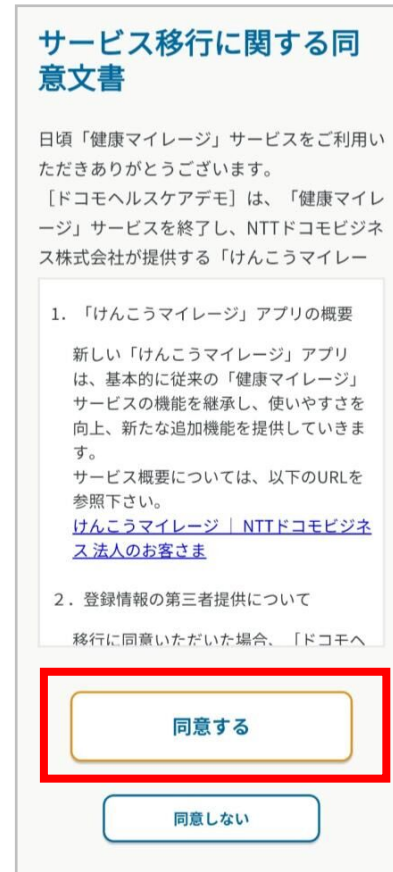 サービス移行に関する同
意文書
日頃「健康マイレージ」サービスをご利用い
ただきありがとうございます。
［ドコモヘルスケアデモ］は、「健康マイレ
ージ」サービスを終了し、NTTドコモビジネ
ス株式会社が提供する「けんこうマイレー
1. 「けんこうマイレージ」アプリの概要
新しい「けんこうマイレージ」アプリ
は、基本的に従来の「健康マイレージ」
サービスの機能を継承し、使いやすさを
向上、新たな追加機能を提供していきま
す。
サービス概要については、以下のURLを
参照下さい。
けんこうマイレージ｜NTTドコモビジネ
ス 法人のお客さま
２．登録情報の第三者提供について
移行に同意いただいた場合、［ドコモヘ
同意する
同意しない